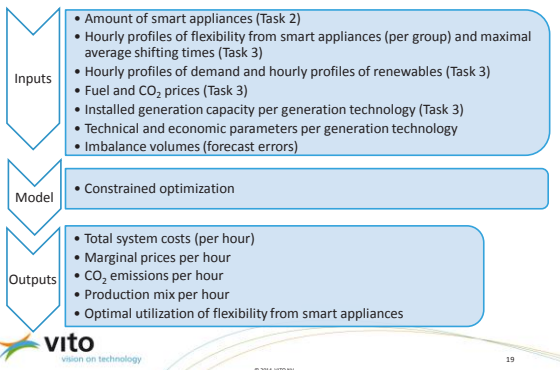 Inputs
• Amount of smart appliances (Task 2)
• Hourly profiles of flexibility from smart appliances (per group) and maximal
average shifting times (Task 3)
• Hourly profiles of demand and hourly profiles of renewables (Task 3)
• Fuel and CO₂ prices (Task 3)
• Installed generation capacity per generation technology (Task 3)
• Technical and economic parameters per generation technology
• Imbalance volumes (forecast errors)
Model
• Constrained optimization
Outputs
• Total system costs (per hour)
• Marginal prices per hour
• CO₂ emissions per hour
• Production mix per hour
• Optimal utilization of flexibility from smart appliances
vito
vision on technology
19